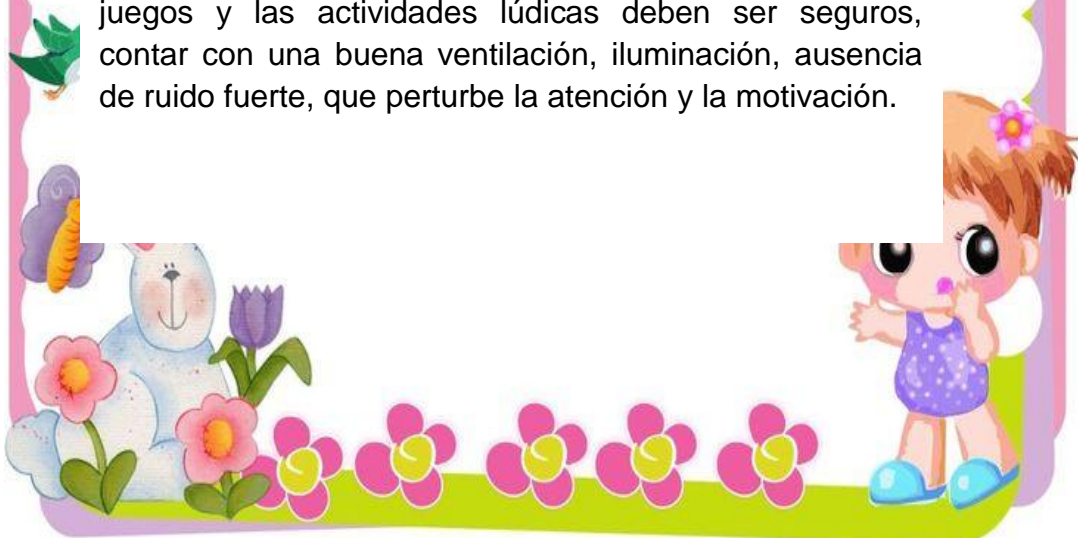 juegos y las actividades lúdicas deben ser seguros,
contar con una buena ventilación, iluminación, ausencia
de ruido fuerte, que perturbe la atención y la motivación.